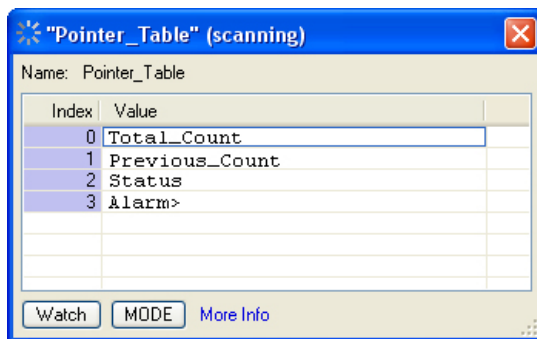 "Pointer_Table" (scanning)
Name: Pointer_Table
Index Value
0 Total_Count
1 Previous_Count
2 Status
3 Alarm>
Watch MODE More Info